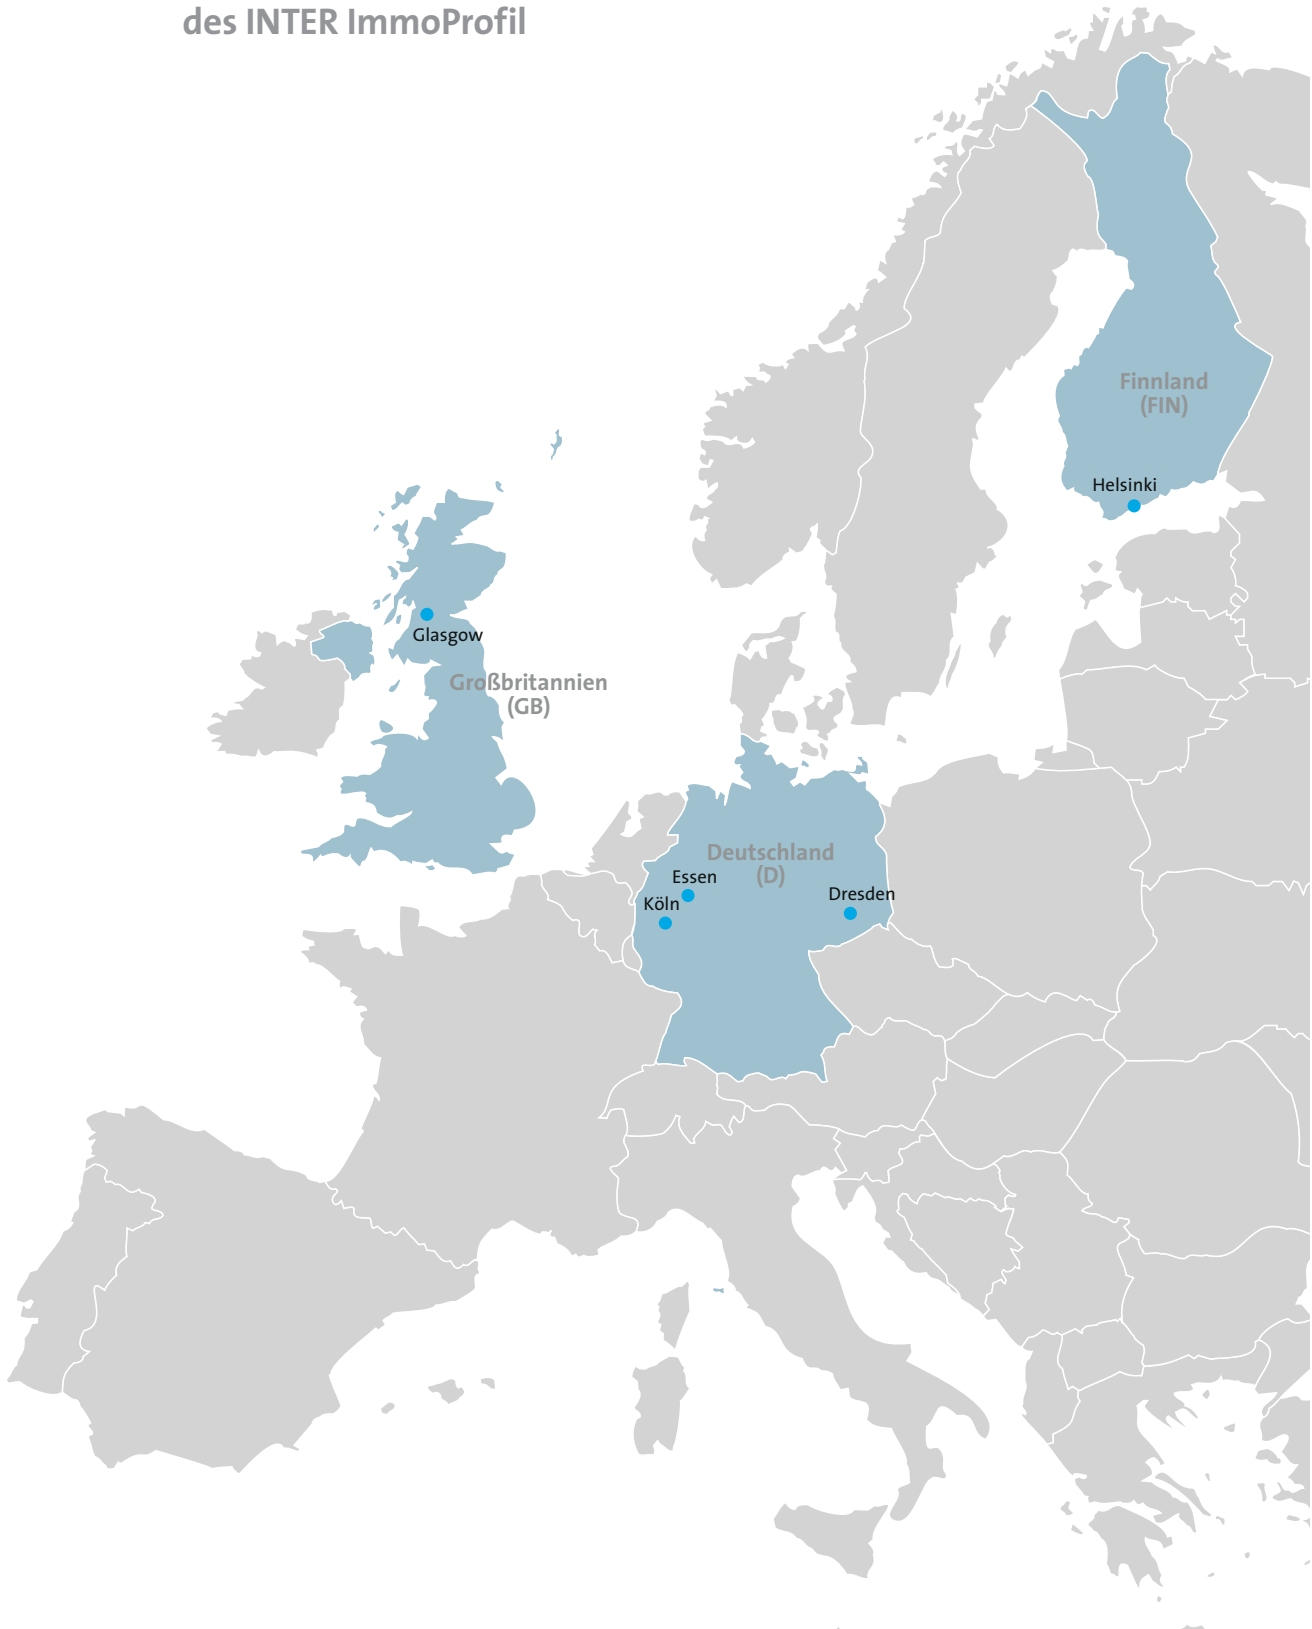 des INTER ImmoProfil
Finnland
(FIN)
Helsinki
Glasgow
Großbritannien
(GB)
Deutschland
(D)
Essen
Köln
Dresden